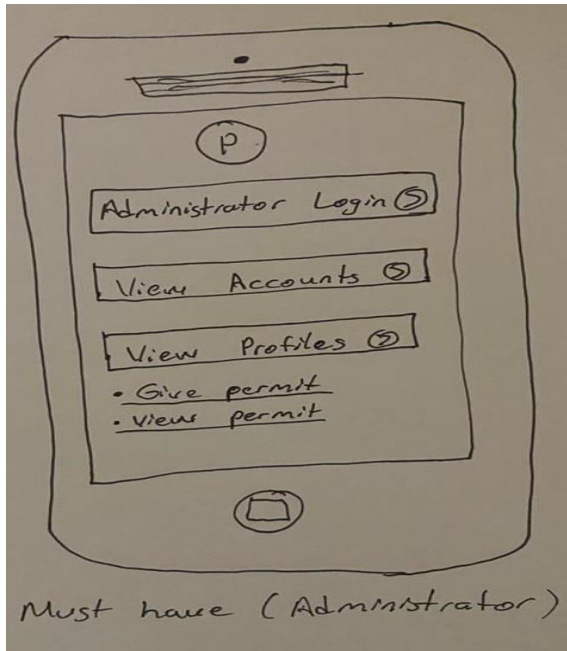 P
Administrator Login
View Accounts
View Profiles
• Give permit
• View permit
Must have (Administrator)